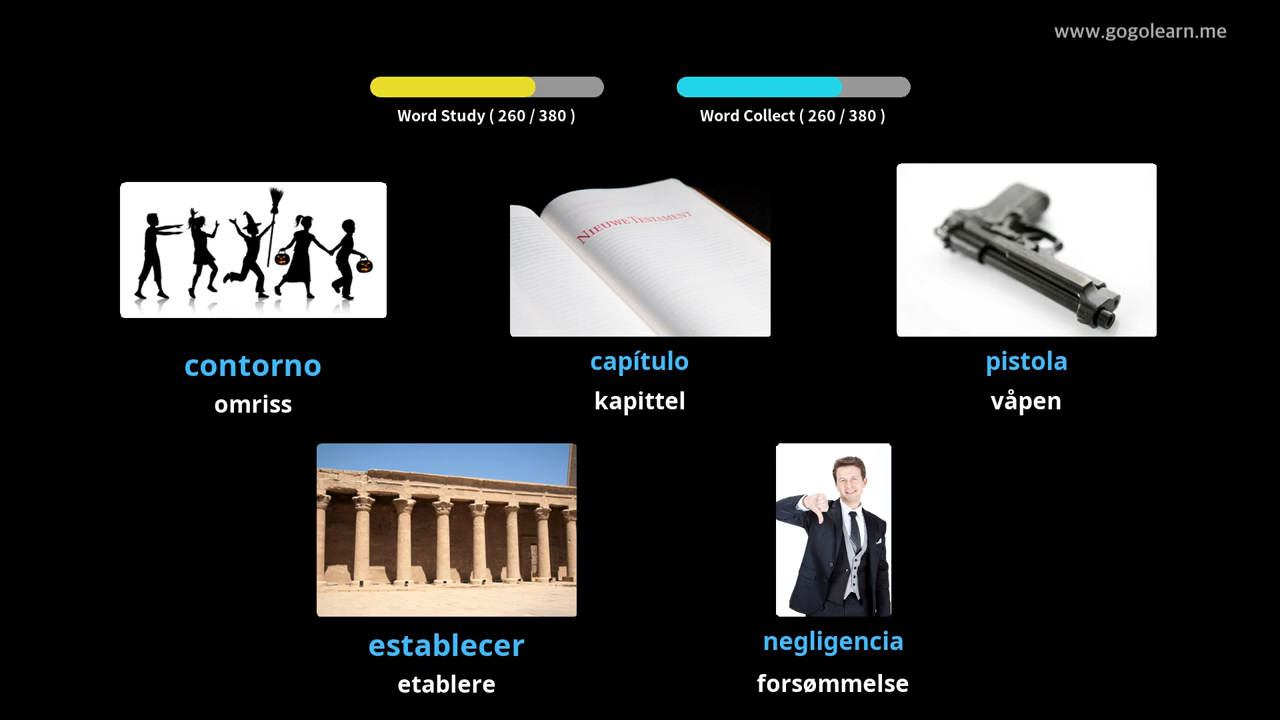 www.gogolearn.me
Word Study ( 260 / 380 )
Word Collect ( 260 / 380 )
NIEUWE TESTAMENT
contorno
omriss
capítulo
kapittel
pistola
våpen
establecer
etablere
negligencia
forsømmelse